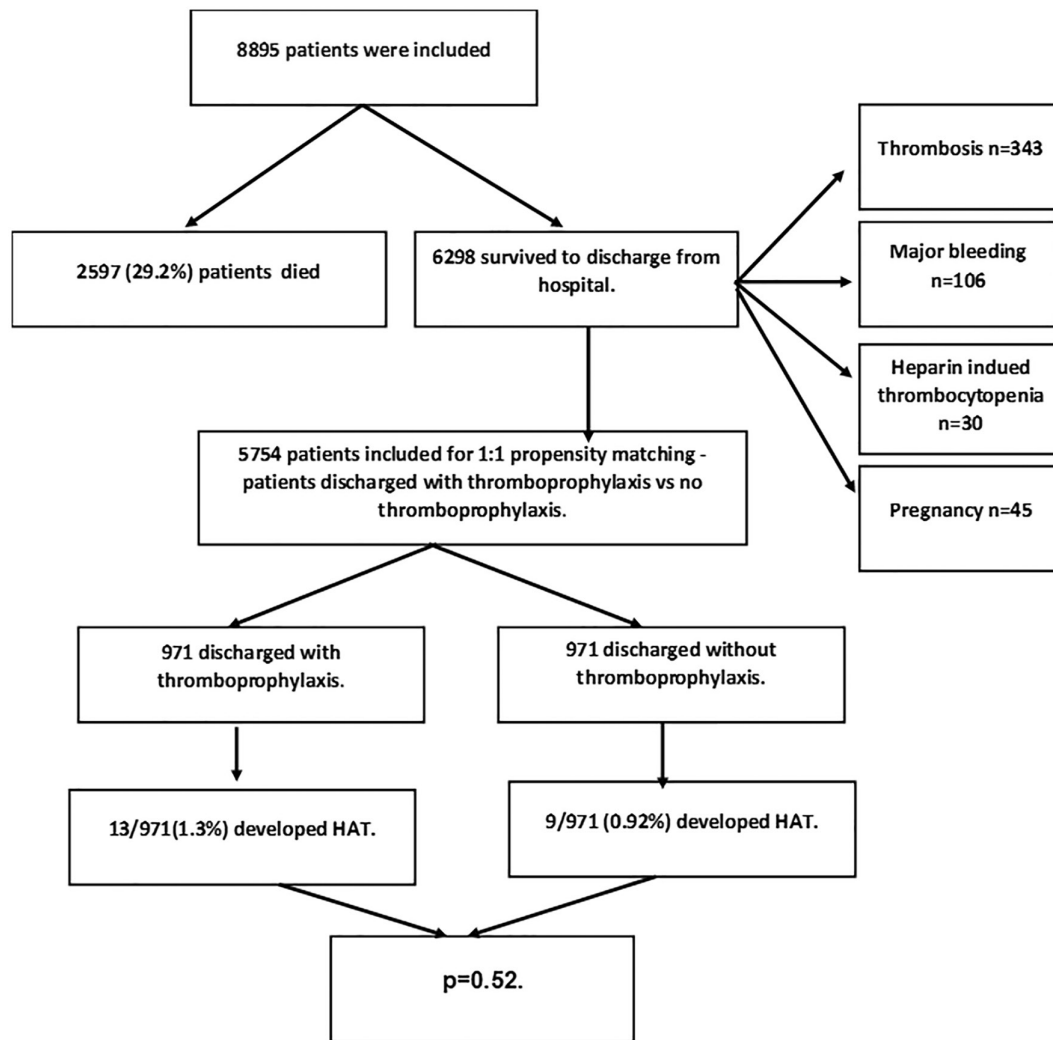 8895 patients were included
Thrombosis n=343
2597 (29.2%) patients died
6298 survived to discharge from
hospital.
Major bleeding
n=106
Heparin indued
thrombocytopenia
n=30
5754 patients included for 1:1 propensity matching -
patients discharged with thromboprophylaxis vs no
thromboprophylaxis.
Pregnancy n=45
971 discharged with
thromboprophylaxis.
971 discharged without
thromboprophylaxis.
13/971(1.3%) developed HAT.
9/971 (0.92%) developed HAT.
p=0.52.